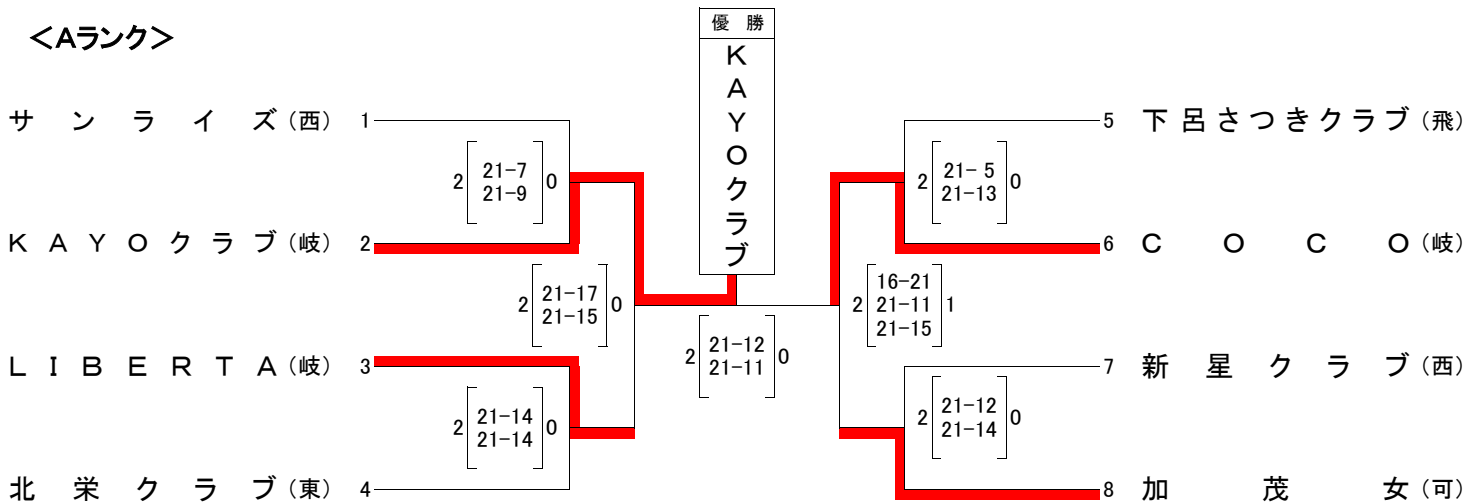 <Aランク>
優 勝
KAYOクラブ
サンライズ(西) 1
2 21-7 0
21-9
KAYOクラブ(岐) 2
2 21-17 0
21-15
LIBERTA(岐) 3
2 21-14 0
21-14
北栄クラブ(東) 4
2 21-12 0
21-11
5 下呂さつきクラブ(飛)
2 21- 5 0
21-13
6 COCO(岐)
16-21
2 21-11 1
21-15
7 新星クラブ(西)
2 21-12 0
21-14
8 加茂女(可)